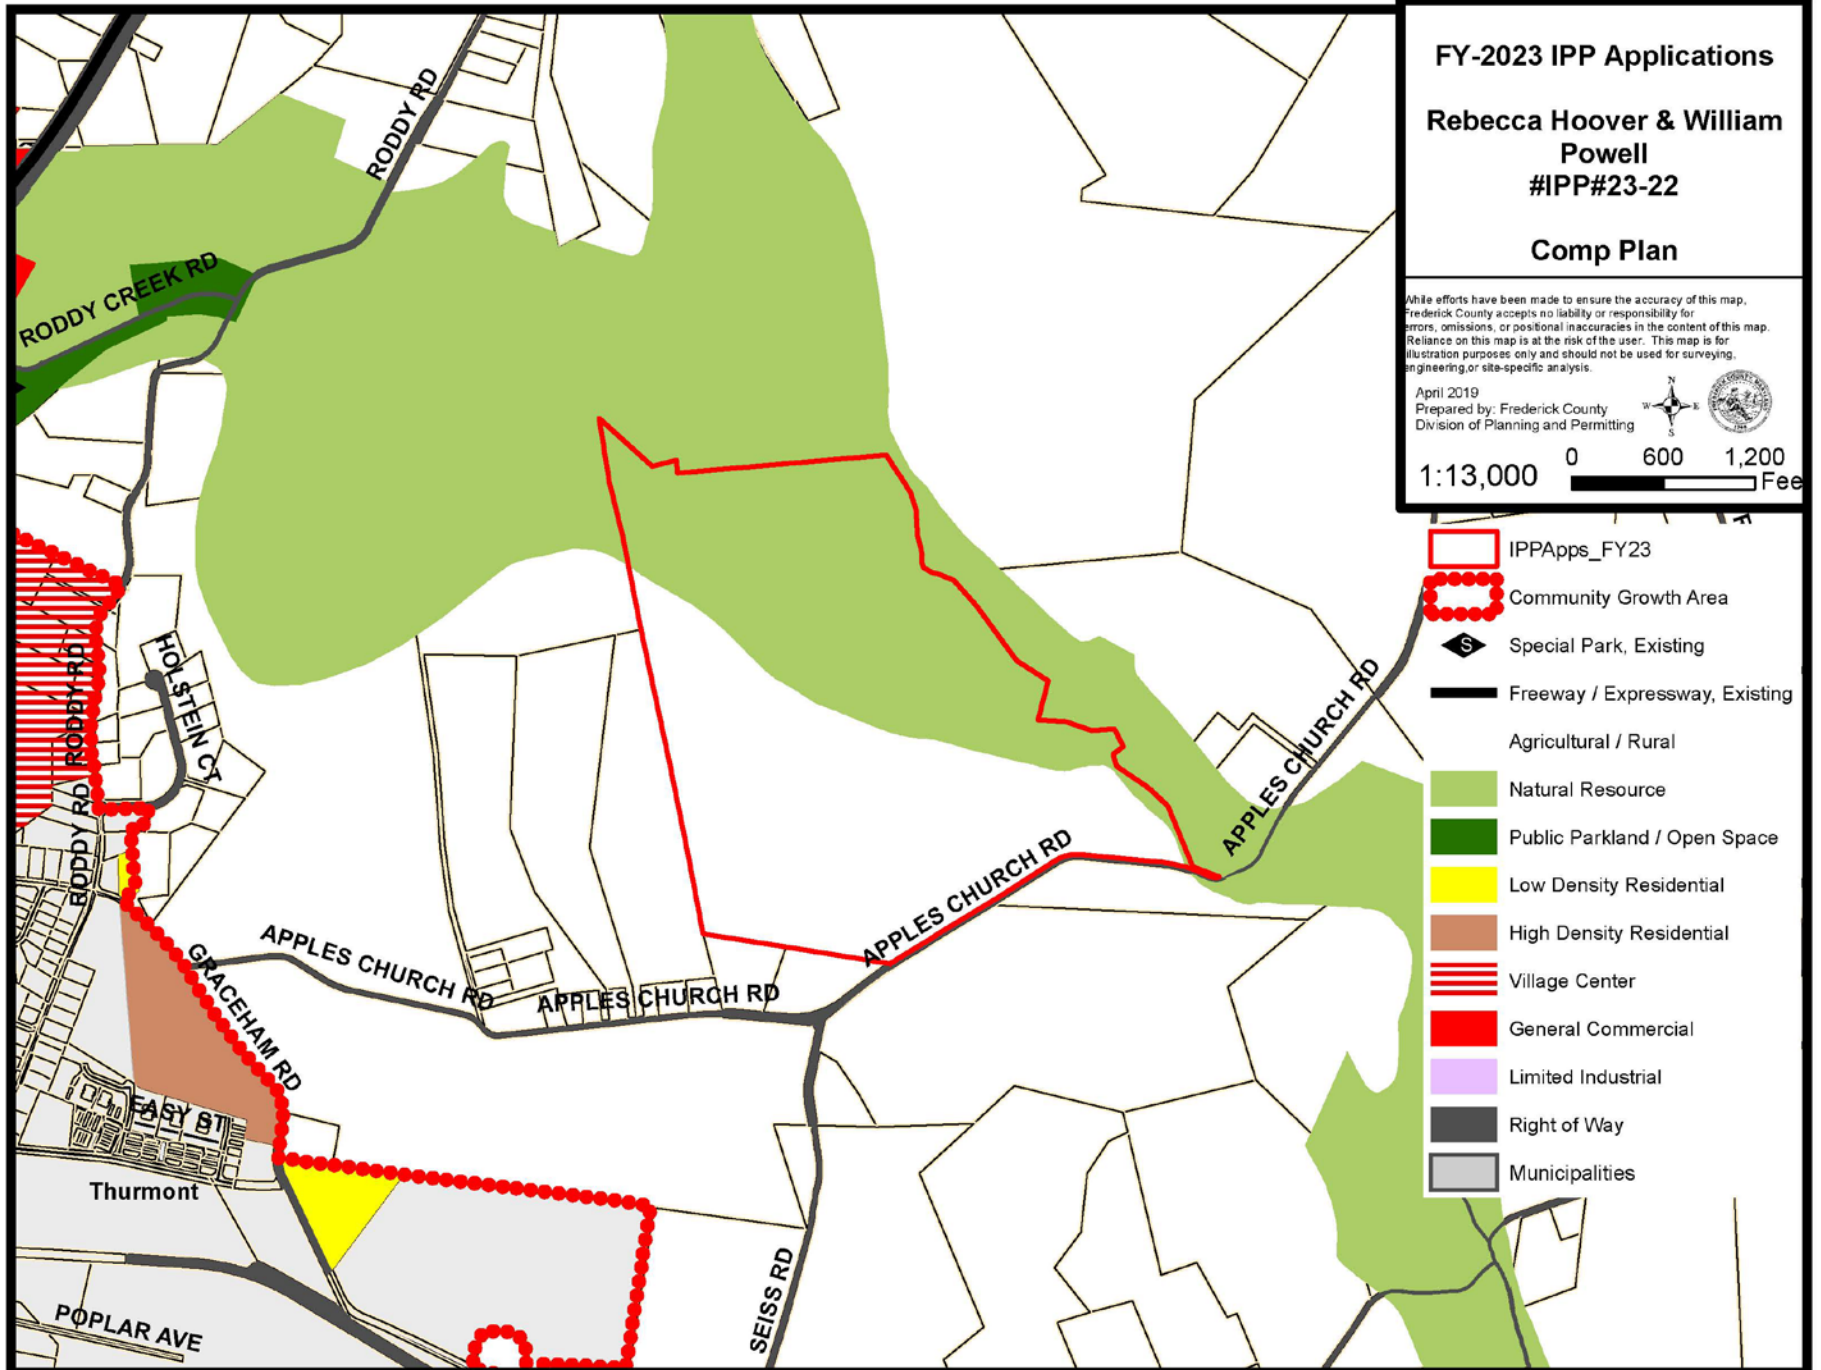 FY-2023 IPP Applications
Rebecca Hoover & William
Powell
#IPP#23-22
Comp Plan
While efforts have been made to ensure the accuracy of this map,
Frederick County accepts no liability or responsibility for
errors, omissions, or positional inaccuracies in the content of this map.
Reliance on this map is at the risk of the user. This map is for
illustration purposes only and should not be used for surveying,
engineering,or site-specific analysis.
April 2019
Prepared by: Frederick County
Division of Planning and Permitting
N
W E
S
1:13,000
0 600 1,200
Fee
IPPApps_FY23
Community Growth Area
S
Special Park, Existing
Freeway / Expressway, Existing
Agricultural / Rural
Natural Resource
Public Parkland / Open Space
Low Density Residential
High Density Residential
Village Center
General Commercial
Limited Industrial
Right of Way
Municipalities
RODDY RD
RODDY CREEK RD
RODDY RD
HOLSTEIN CT
RODDY RD
APPLES CHURCH RD
APPLES CHURCH RD
APPLES CHURCH RD
APPLES CHURCH RD
GRACEHAM RD
EASY ST
Thurmont
SEISS RD
POPLAR AVE